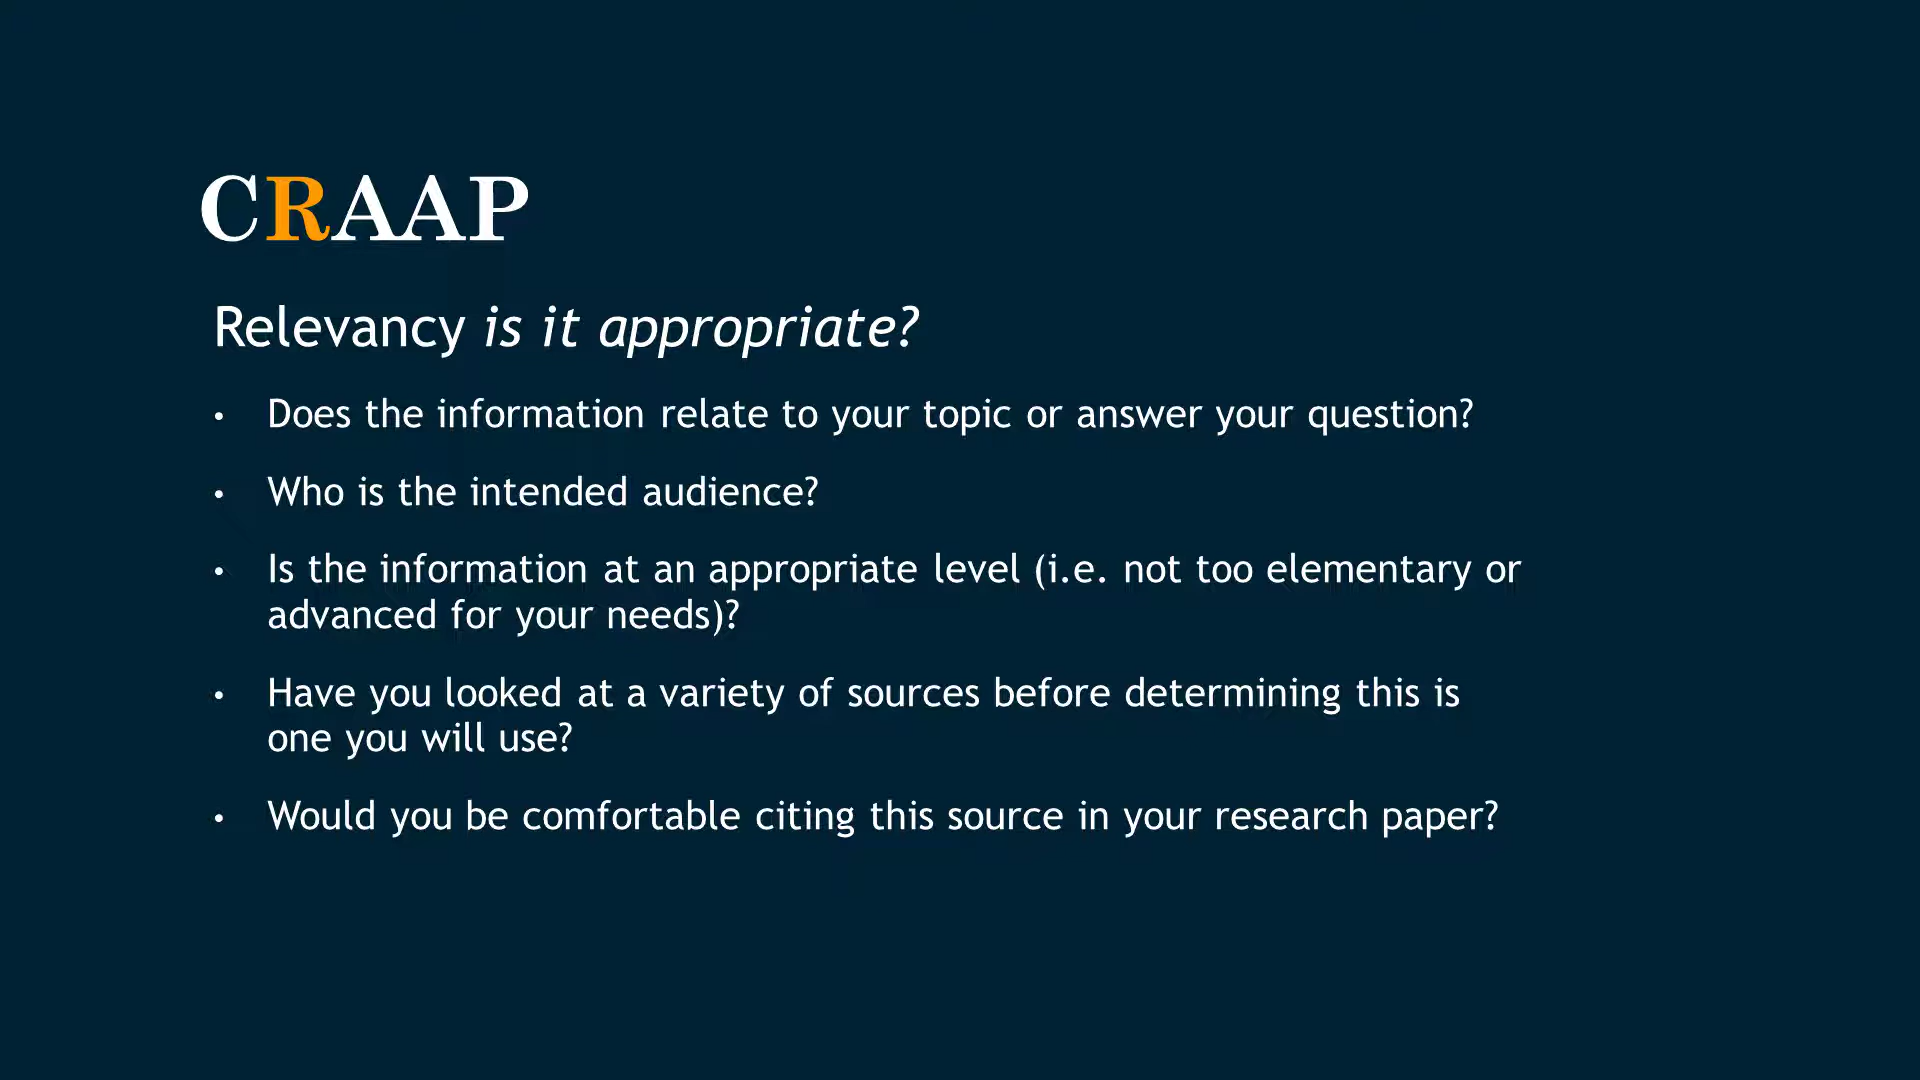 CRAAP
Relevancy is it appropriate?
• Does the information relate to your topic or answer your question?
• Who is the intended audience?
• Is the information at an appropriate level (i.e. not too elementary or
advanced for your needs)?
• Have you looked at a variety of sources before determining this is
one you will use?
• Would you be comfortable citing this source in your research paper?